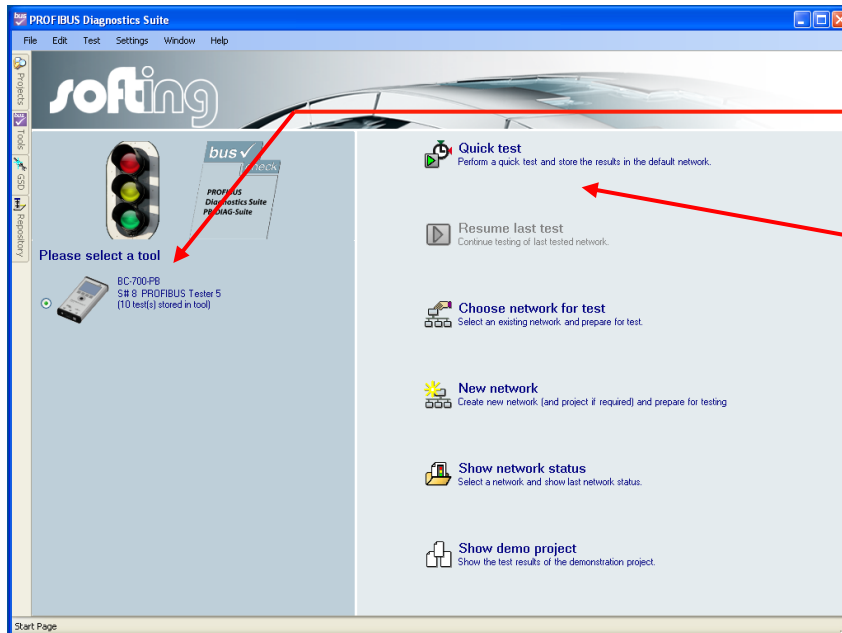 PROFIBUS Diagnostics Suite
File Edit Test Settings Window Help
Projects
Tools
GSD
Repository
softing
bus
check
PROFIBUS
Diagnostics Suite
PB-DIAG-Suite
Please select a tool
BC-700-PB
S# 8 PROFIBUS Tester 5
(10 test(s) stored in tool)
Quick test
Perform a quick test and store the results in the default network.
Resume last test
Continue testing of last tested network.
Choose network for test
Select an existing network and prepare for test.
New network
Create new network (and project if required) and prepare for testing
Show network status
Select a network and show last network status.
Show demo project
Show the test results of the demonstration project.
Start Page